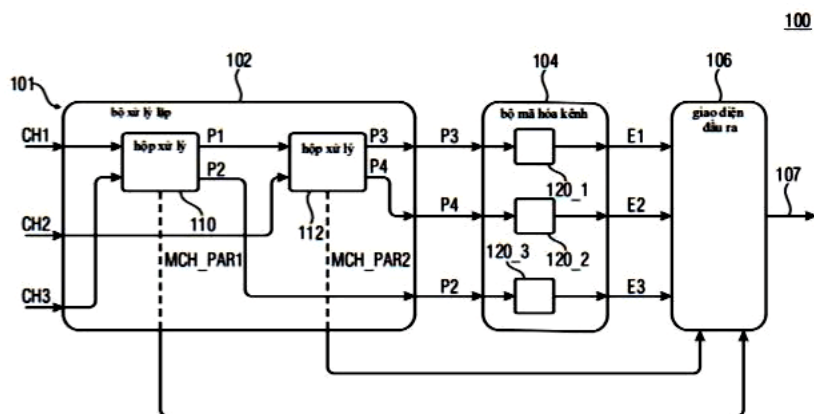 100
101
102
104
106
bộ xử lý lặp
bộ mã hóa kênh
giao diện
đầu ra
CH1
hộp xử lý
P1
hộp xử lý
P3
P3
E1
P2
P4
120_1
107
CH2
110
112
P4
E2
MCH_PAR1
MCH_PAR2
120_3
120_2
CH3
P2
E3